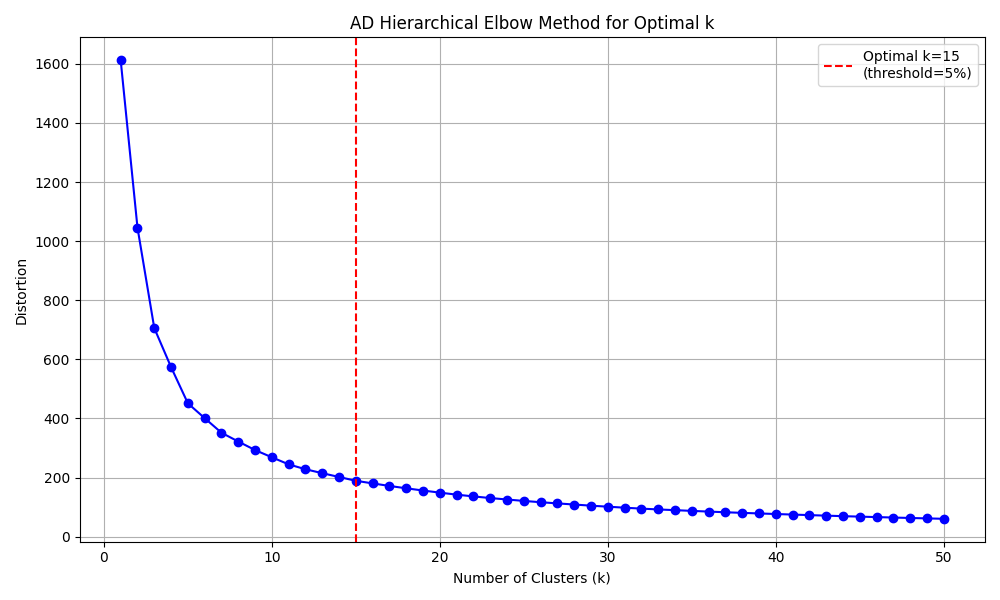 AD Hierarchical Elbow Method for Optimal k
Optimal k=15
(threshold=5%)
Distortion
1600
1400
1200
1000
800
600
400
200
0
0 10 20 30 40 50
Number of Clusters (k)